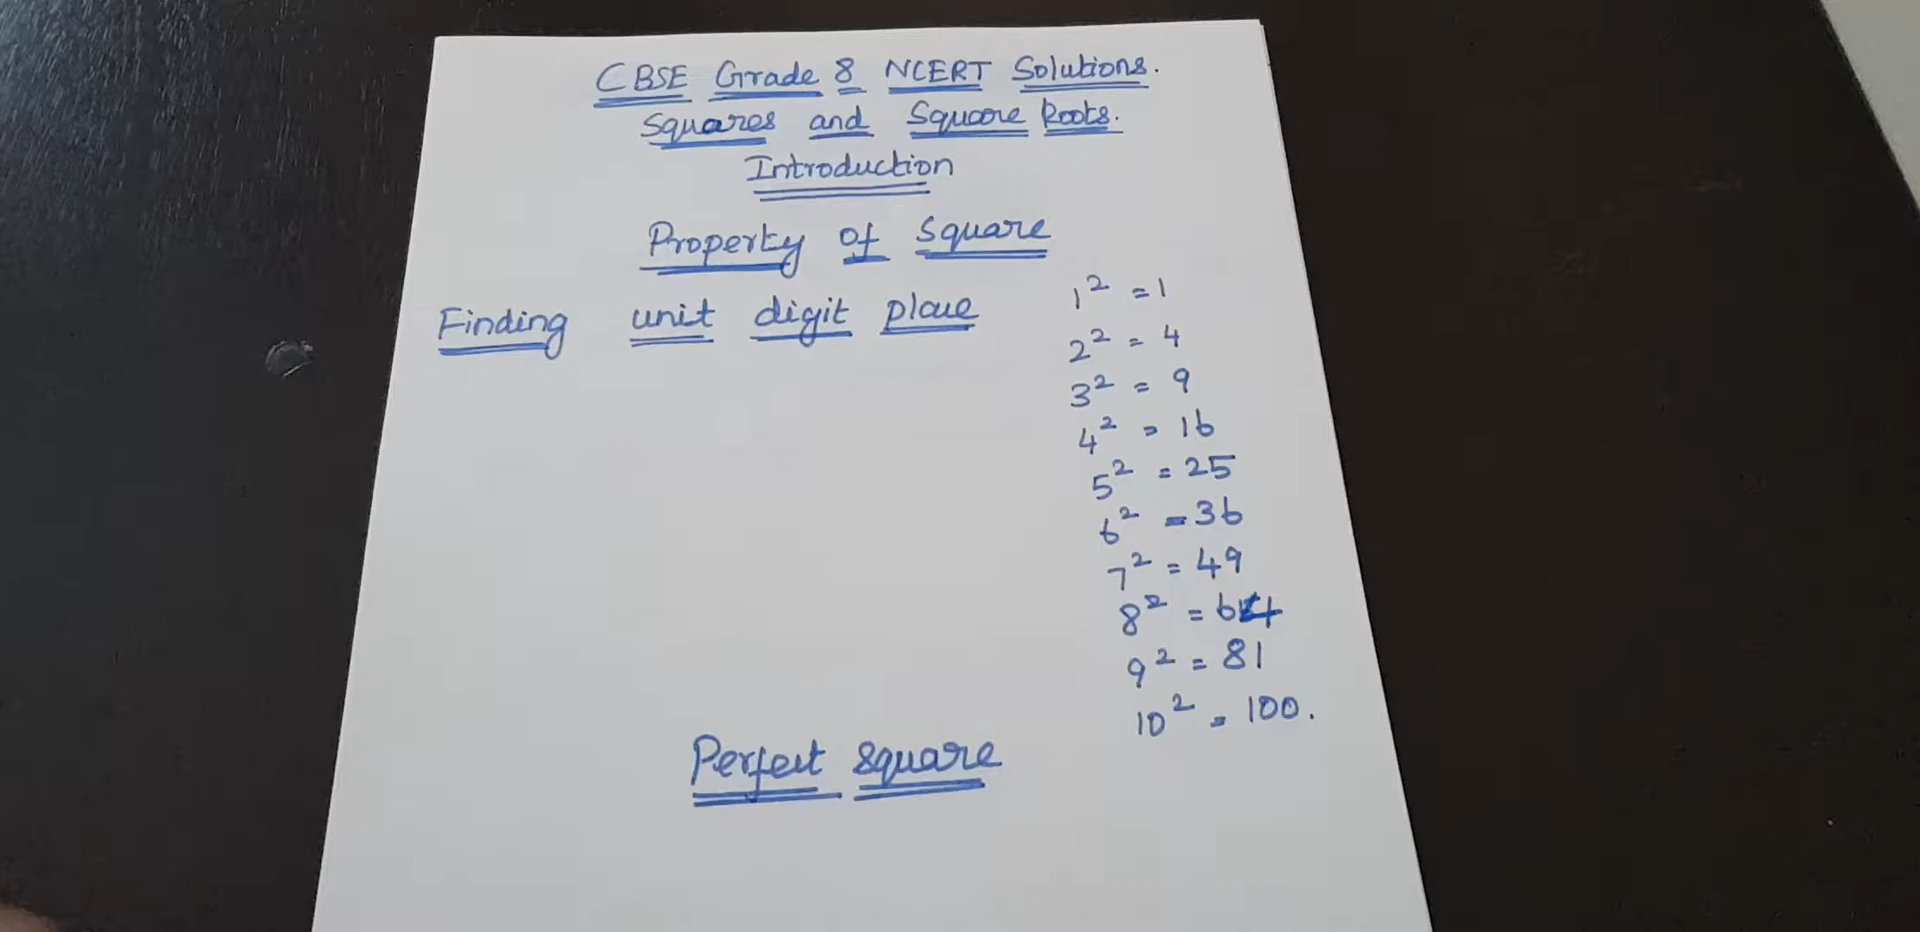 CBSE Grade 8 NCERT Solutions.
Squares and Square Roots.
Introduction
Property of square
Finding unit digit place
1² = 1
2² = 4
3² = 9
4² = 16
5² = 25
6² = 36
7² = 49
8² = 64
9² = 81
10² = 100.
Perfect square